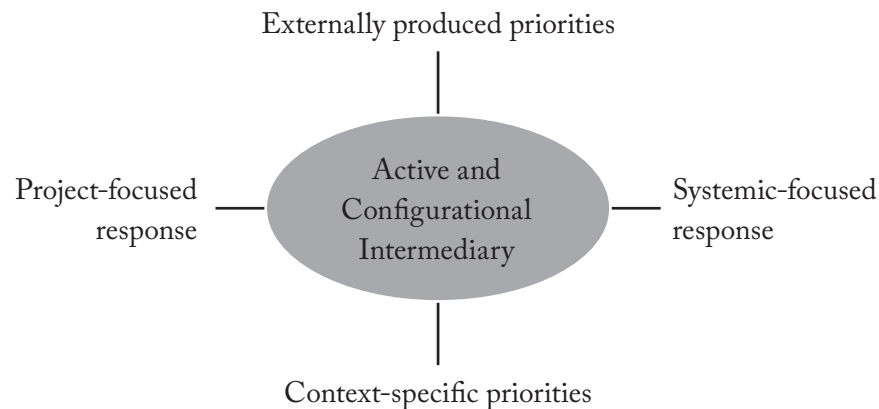 Externally produced priorities
Active and
Configurational
Intermediary
Project-focused
response
Systemic-focused
response
Context-specific priorities